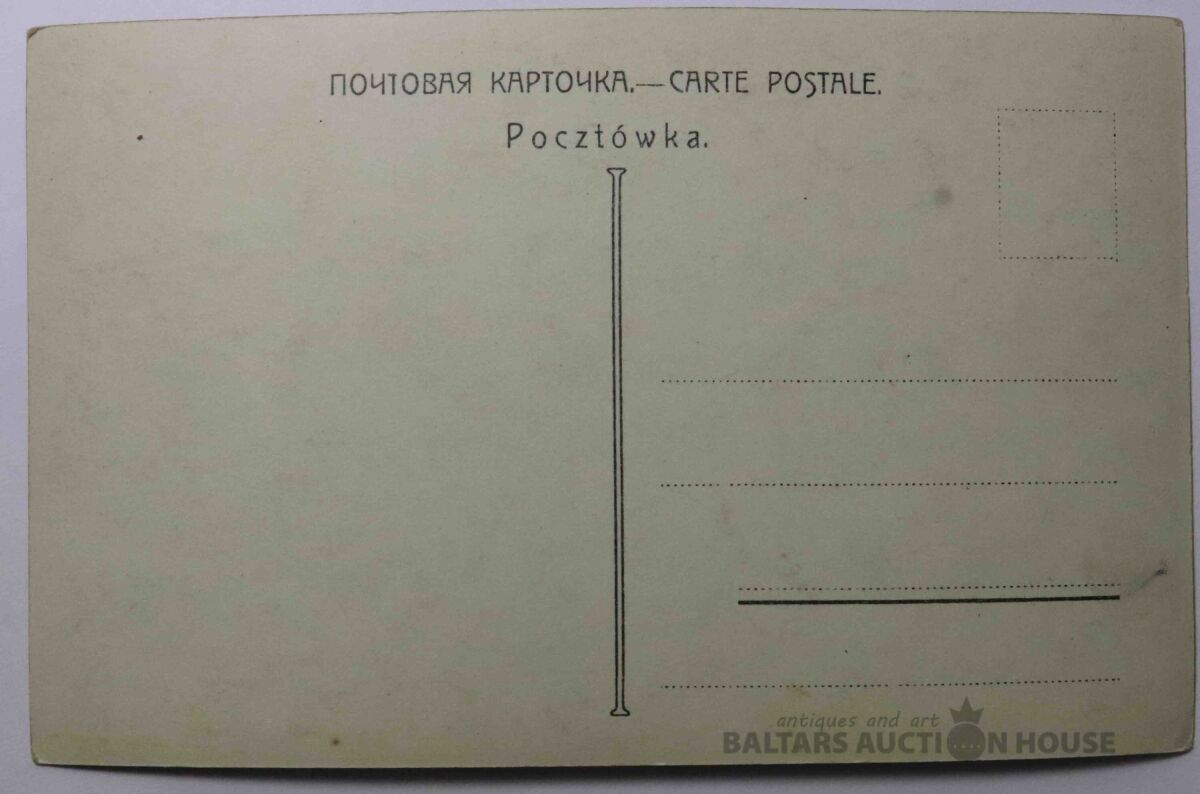 ПОЧТОВАЯ КАРТОЧКА.—CARTE POSTALE.
Pocztówka.
antiques and art
BALTARS AUCTION HOUSE